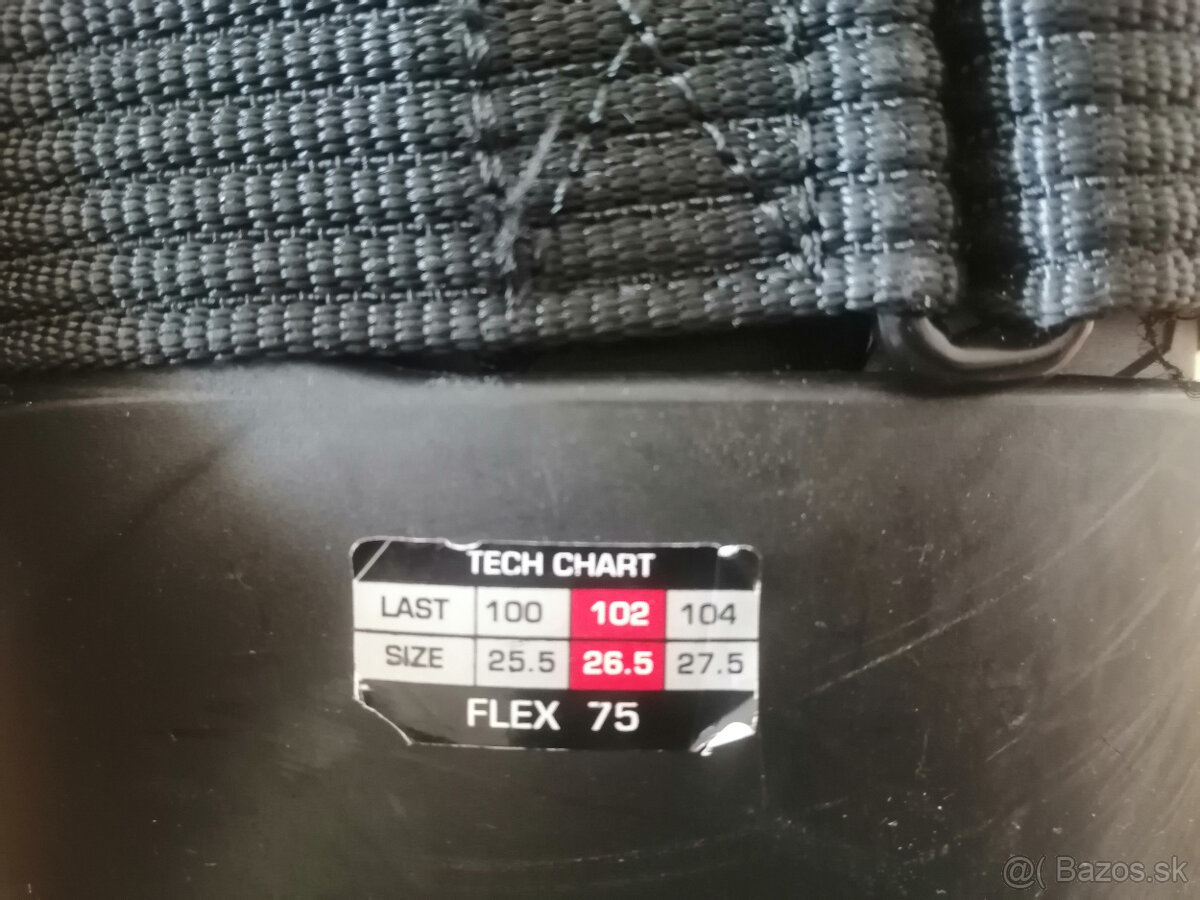 TECH CHART
LAST 100 102 104
SIZE 25.5 26.5 27.5
FLEX 75
@( Bazos.sk